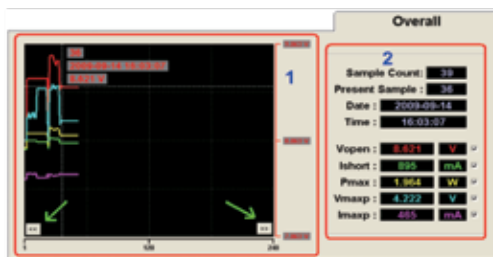 Overall
36
2009-09-14 16:03:07
8.621 V
1
2
Sample Count: 39
Present Sample : 36
Date : 2009-09-14
Time : 16:03:07
Vopen : 8.621 V
Ishort : 895 mA
Pmax : 1.964 W
Vmaxp : 4.222 V
Imaxp : 465 mA
1 120 240